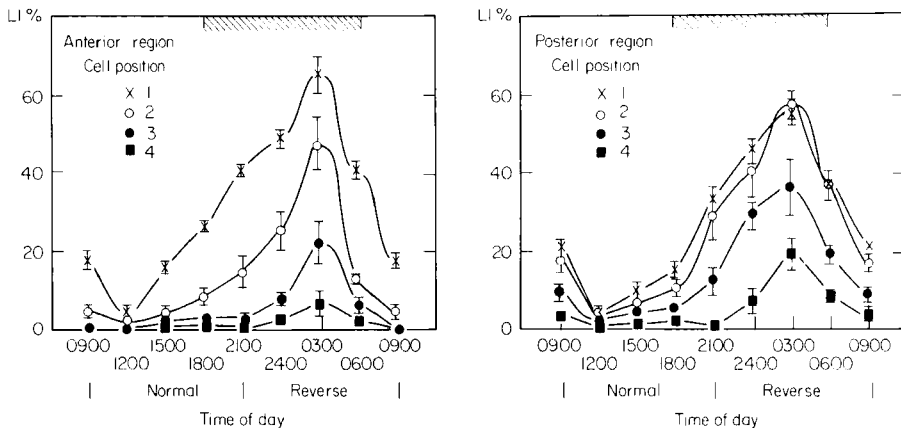 LI%
Anterior region
Cell position
× 1
○ 2
● 3
■ 4
60
40
20
0
0900 1200 1500 1800 2100 2400 0300 0600 0900
Normal Reverse
Time of day
LI%
Posterior region
Cell position
× 1
○ 2
● 3
■ 4
60
40
20
0
0900 1200 1500 1800 2100 2400 0300 0600 0900
Normal Reverse
Time of day